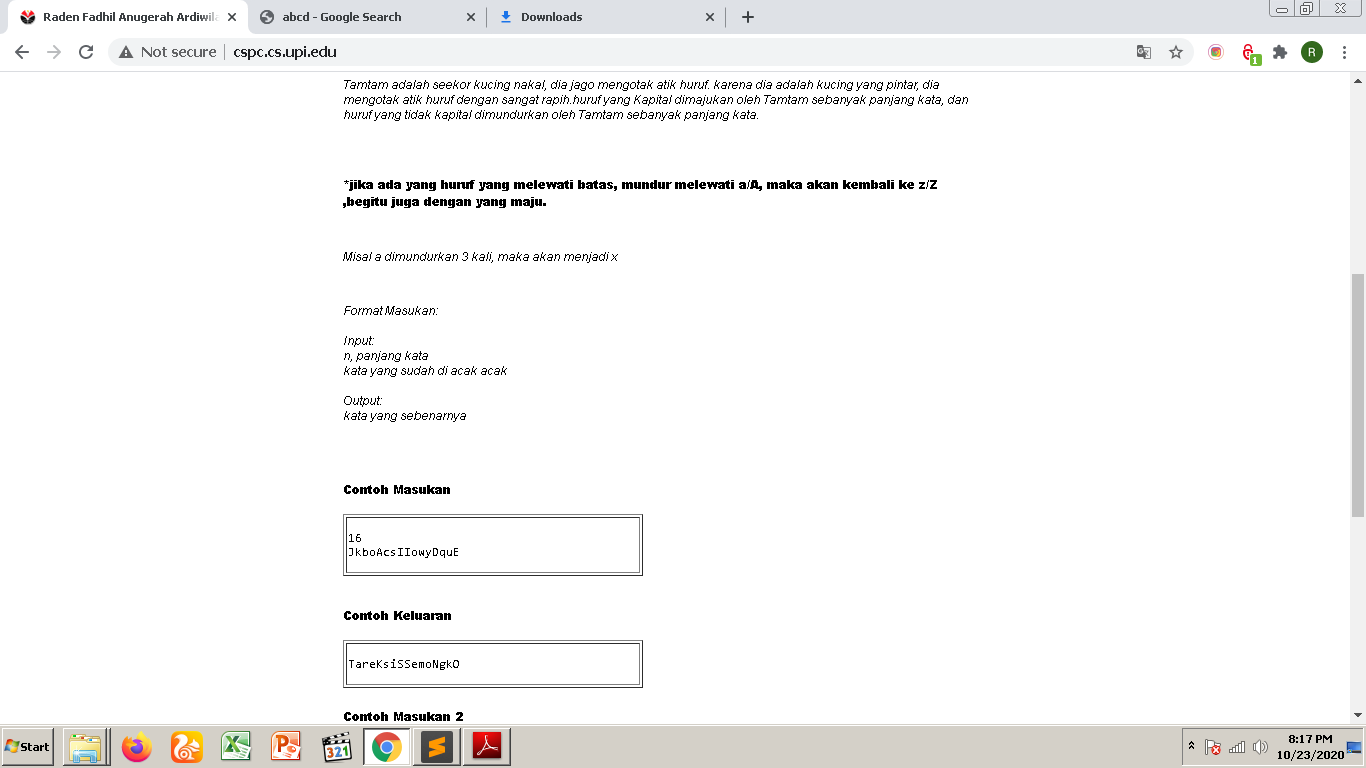 Raden Fadhil Anugerah Ardiwila
abcd - Google Search
Downloads
Not secure
cspc.cs.upi.edu
R
1
Tamtam adalah seekor kucing nakal, dia jago mengotak atik huruf. karena dia adalah kucing yang pintar, dia
mengotak atik huruf dengan sangat rapih.huruf yang Kapital dimajukan oleh Tamtam sebanyak panjang kata, dan
huruf yang tidak kapital dimundurkan oleh Tamtam sebanyak panjang kata.
*jika ada yang huruf yang melewati batas, mundur melewati a/A, maka akan kembali ke z/Z
,begitu juga dengan yang maju.
Misal a dimundurkan 3 kali, maka akan menjadi x
Format Masukan:
Input:
n, panjang kata
kata yang sudah di acak acak
Output:
kata yang sebenarnya
Contoh Masukan
16
JkboAcsIIowyDquE
Contoh Keluaran
TareKsiSSemoNgkO
Contoh Masukan 2
Start
321
8:17 PM
10/23/2020